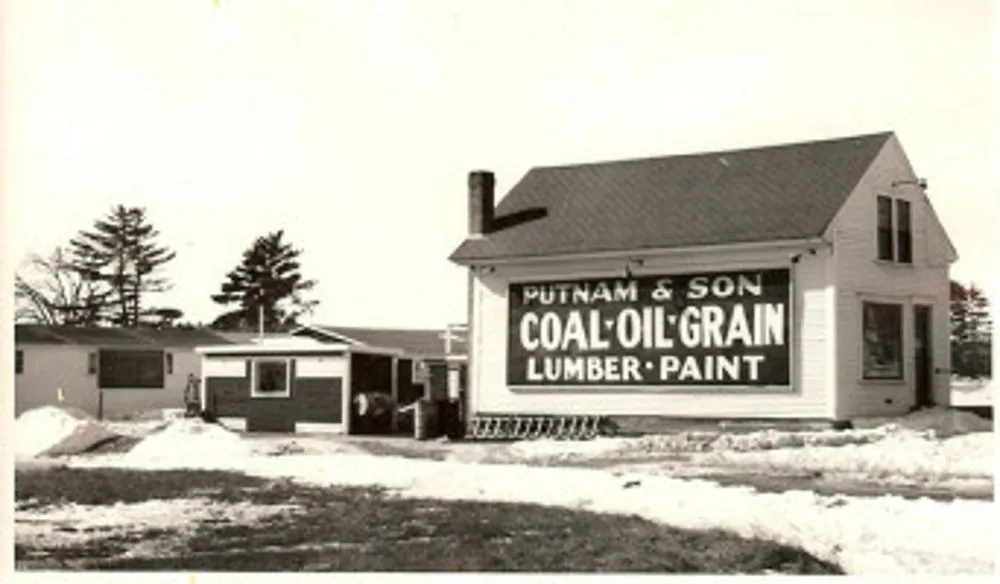 PUTNAM & SON
COAL·OIL·GRAIN
LUMBER·PAINT